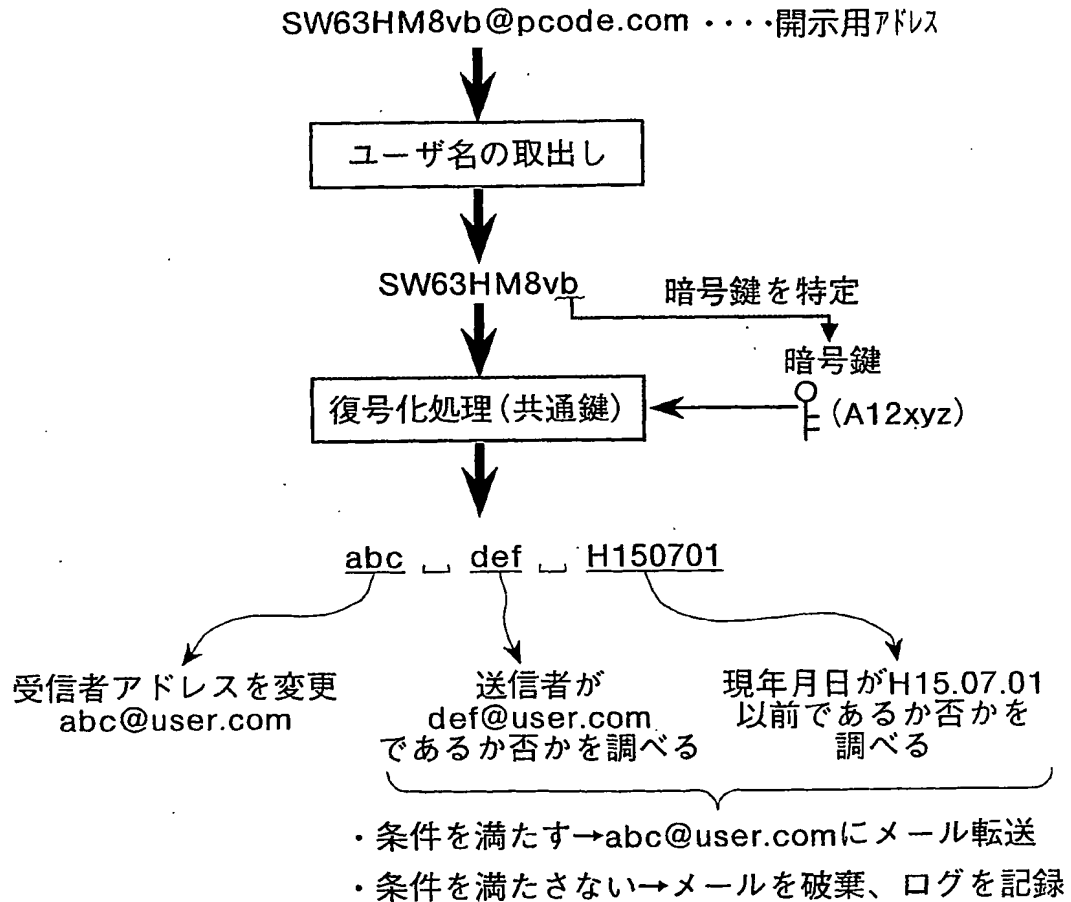 SW63HM8vb@pcode.com ････開示用アドレス
ユーザ名の取出し
SW63HM8vb
暗号鍵を特定
暗号鍵
復号化処理(共通鍵)
(A12xyz)
abc ␣ def ␣ H150701
受信者アドレスを変更
abc@user.com
送信者が
def@user.com
であるか否かを調べる
現年月日がH15.07.01
以前であるか否かを
調べる
・条件を満たす→abc@user.comにメール転送
・条件を満たさない→メールを破棄、ログを記録